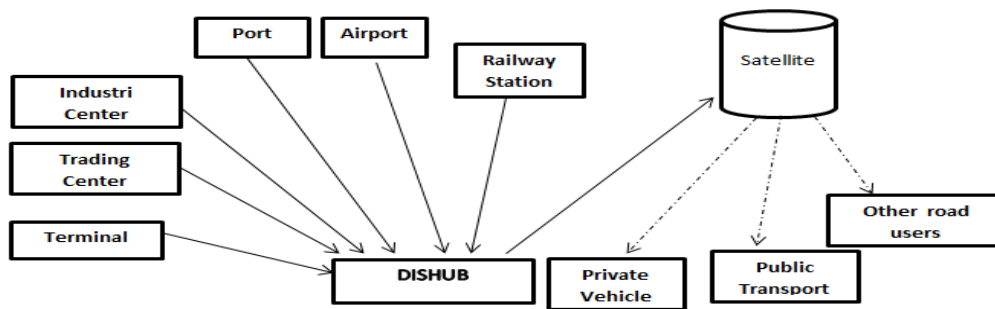 Port
Airport
Railway
Station
Satellite
Industri
Center
Trading
Center
Terminal
DISHUB
Private
Vehicle
Public
Transport
Other road
users